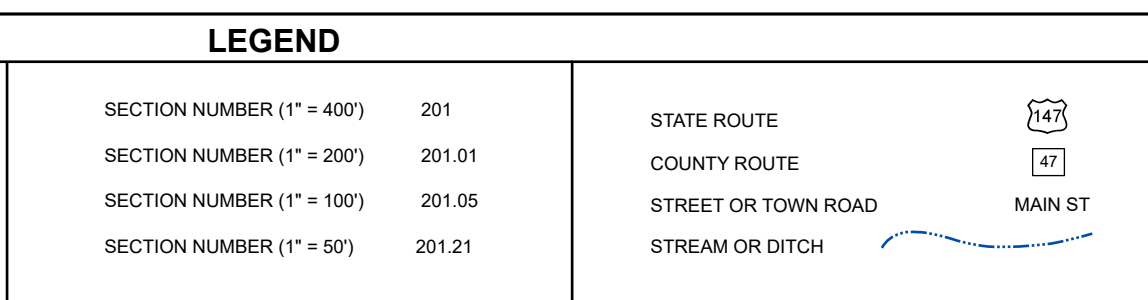 LEGEND
SECTION NUMBER (1" = 400') 201
SECTION NUMBER (1" = 200') 201.01
SECTION NUMBER (1" = 100') 201.05
SECTION NUMBER (1" = 50') 201.21
STATE ROUTE 147
COUNTY ROUTE 47
STREET OR TOWN ROAD MAIN ST
STREAM OR DITCH